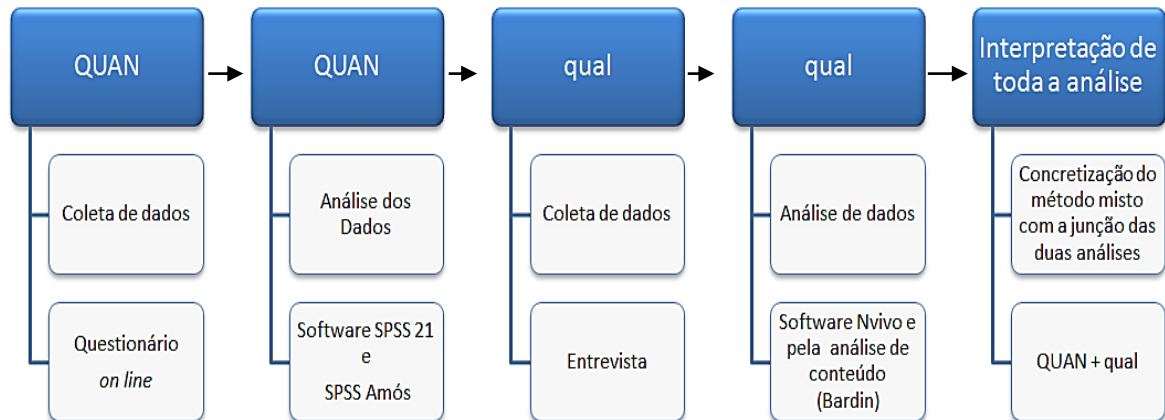 QUAN
QUAN
qual
qual
Interpretação de
toda a análise
Coleta de dados
Análise dos
Dados
Coleta de dados
Análise de dados
Concretização do
método misto
com a junção das
duas análises
Questionário
on line
Software SPSS 21
e
SPSS Amós
Entrevista
Software Nvivo e
pela análise de
conteúdo
(Bardin)
QUAN + qual